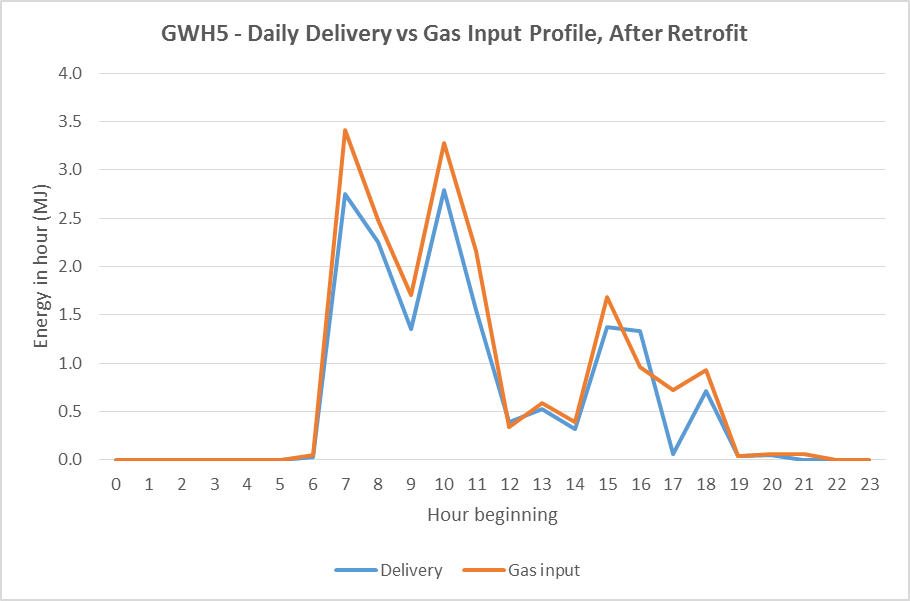 GWH5 - Daily Delivery vs Gas Input Profile, After Retrofit
4.0
3.5
3.0
2.5
2.0
1.5
1.0
0.5
0.0
Energy in hour (MJ)
0 1 2 3 4 5 6 7 8 9 10 11 12 13 14 15 16 17 18 19 20 21 22 23
Hour beginning
Delivery Gas input